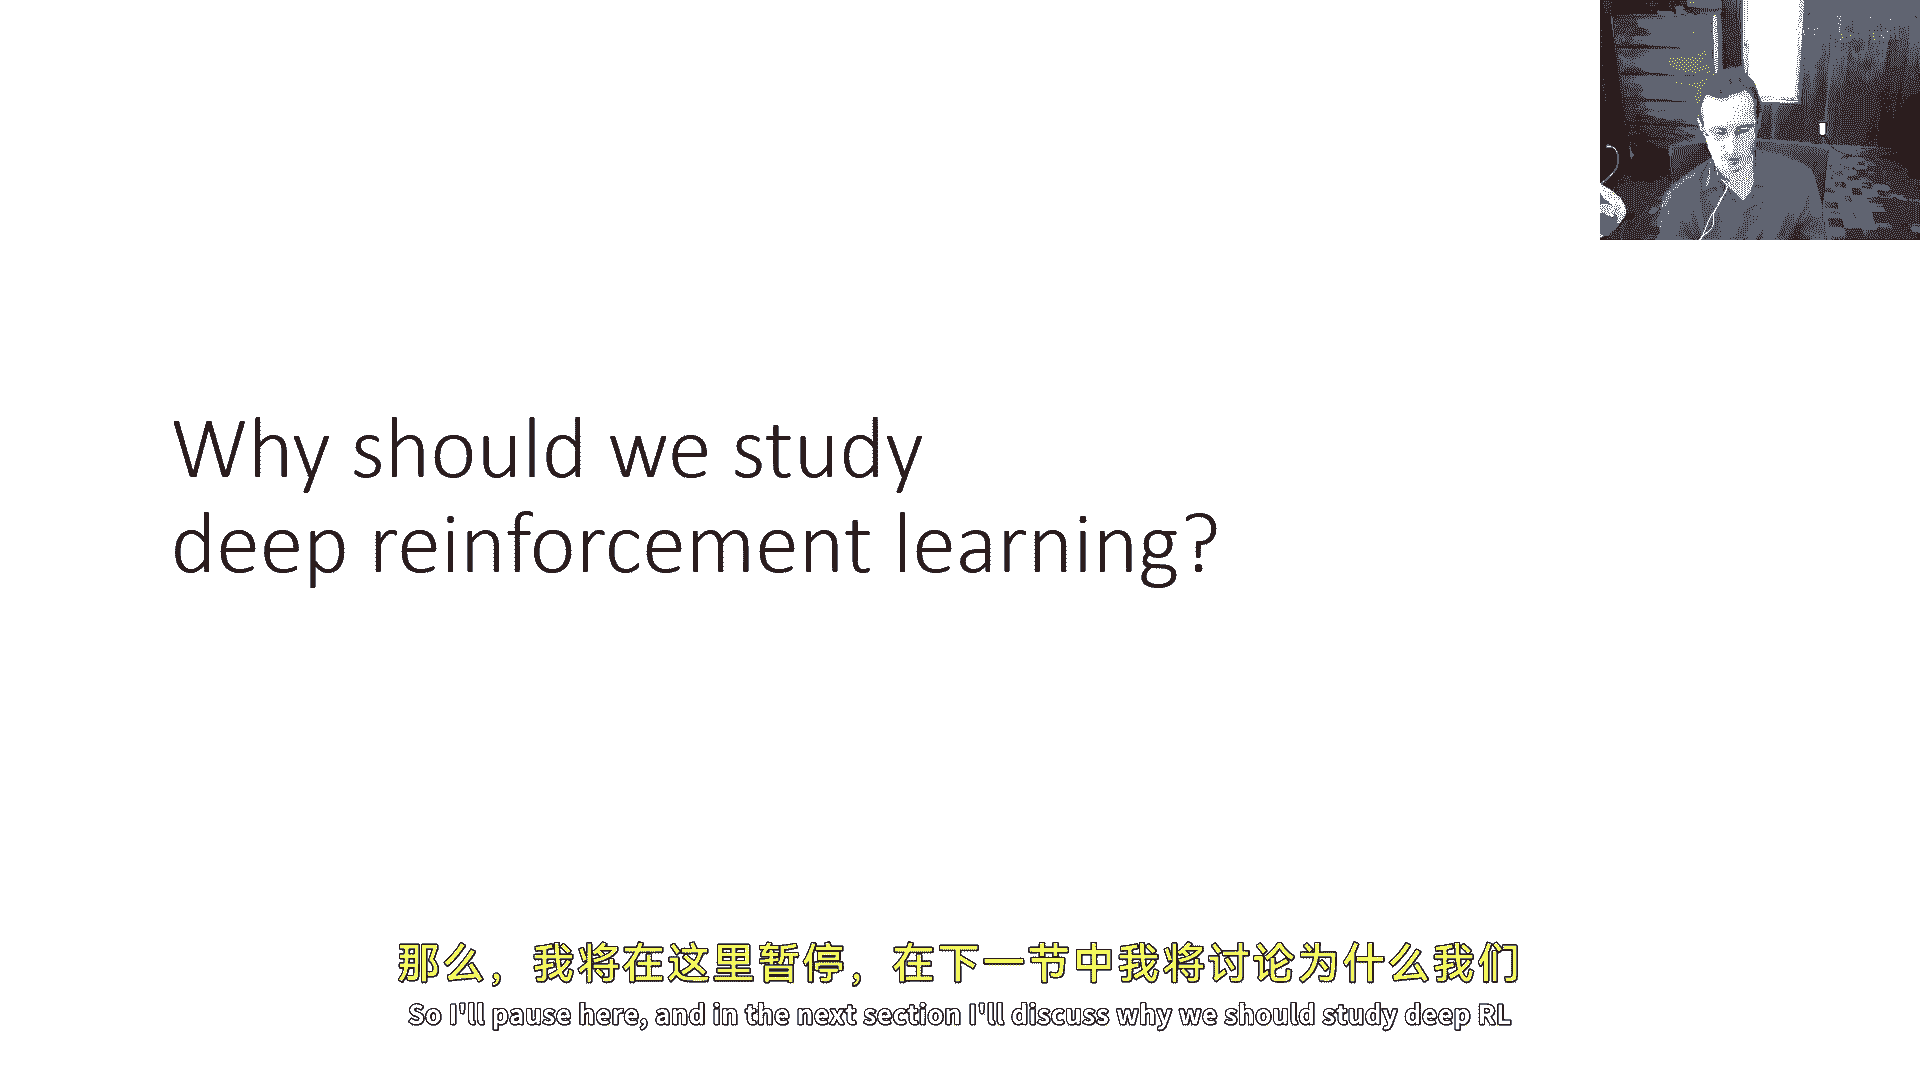 Why should we study
deep reinforcement learning?
那么，我将在这里暂停，在下一节中我将讨论为什么我们
So I'll pause here, and in the next section I'll discuss why we should study deep RL